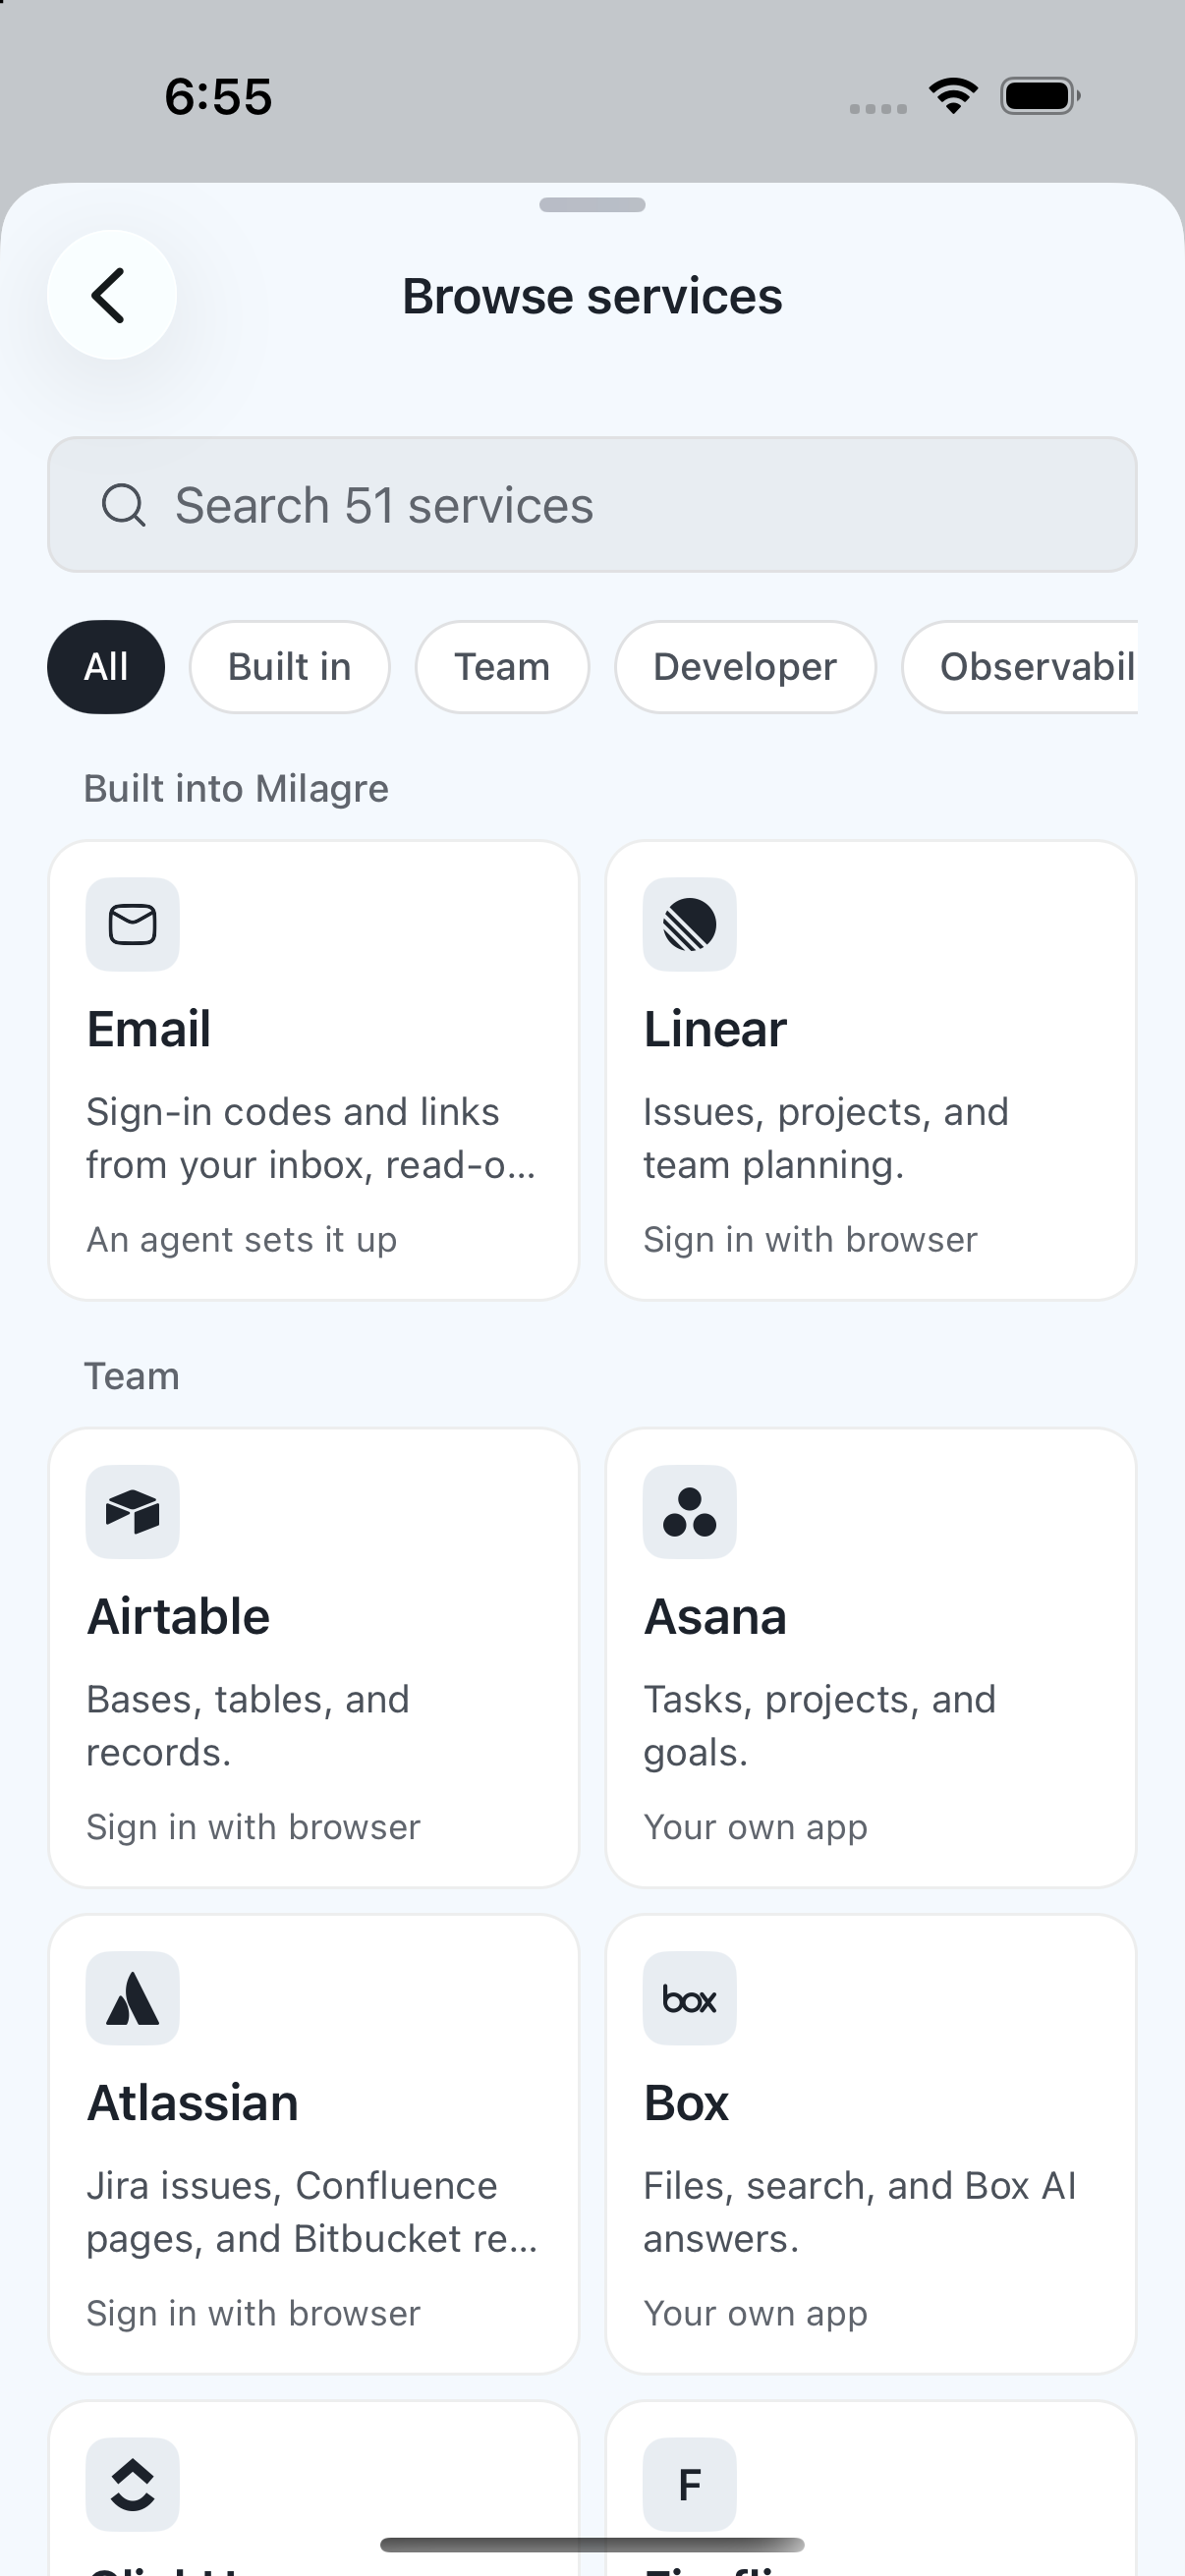 6:55
Browse services
Search 51 services
All
Built in
Team
Developer
Observabil
Built into Milagre
Email
Sign-in codes and links
from your inbox, read-o...
An agent sets it up
Linear
Issues, projects, and
team planning.
Sign in with browser
Team
Airtable
Bases, tables, and
records.
Sign in with browser
Asana
Tasks, projects, and
goals.
Your own app
Atlassian
Jira issues, Confluence
pages, and Bitbucket re...
Sign in with browser
box
Box
Files, search, and Box AI
answers.
Your own app
F